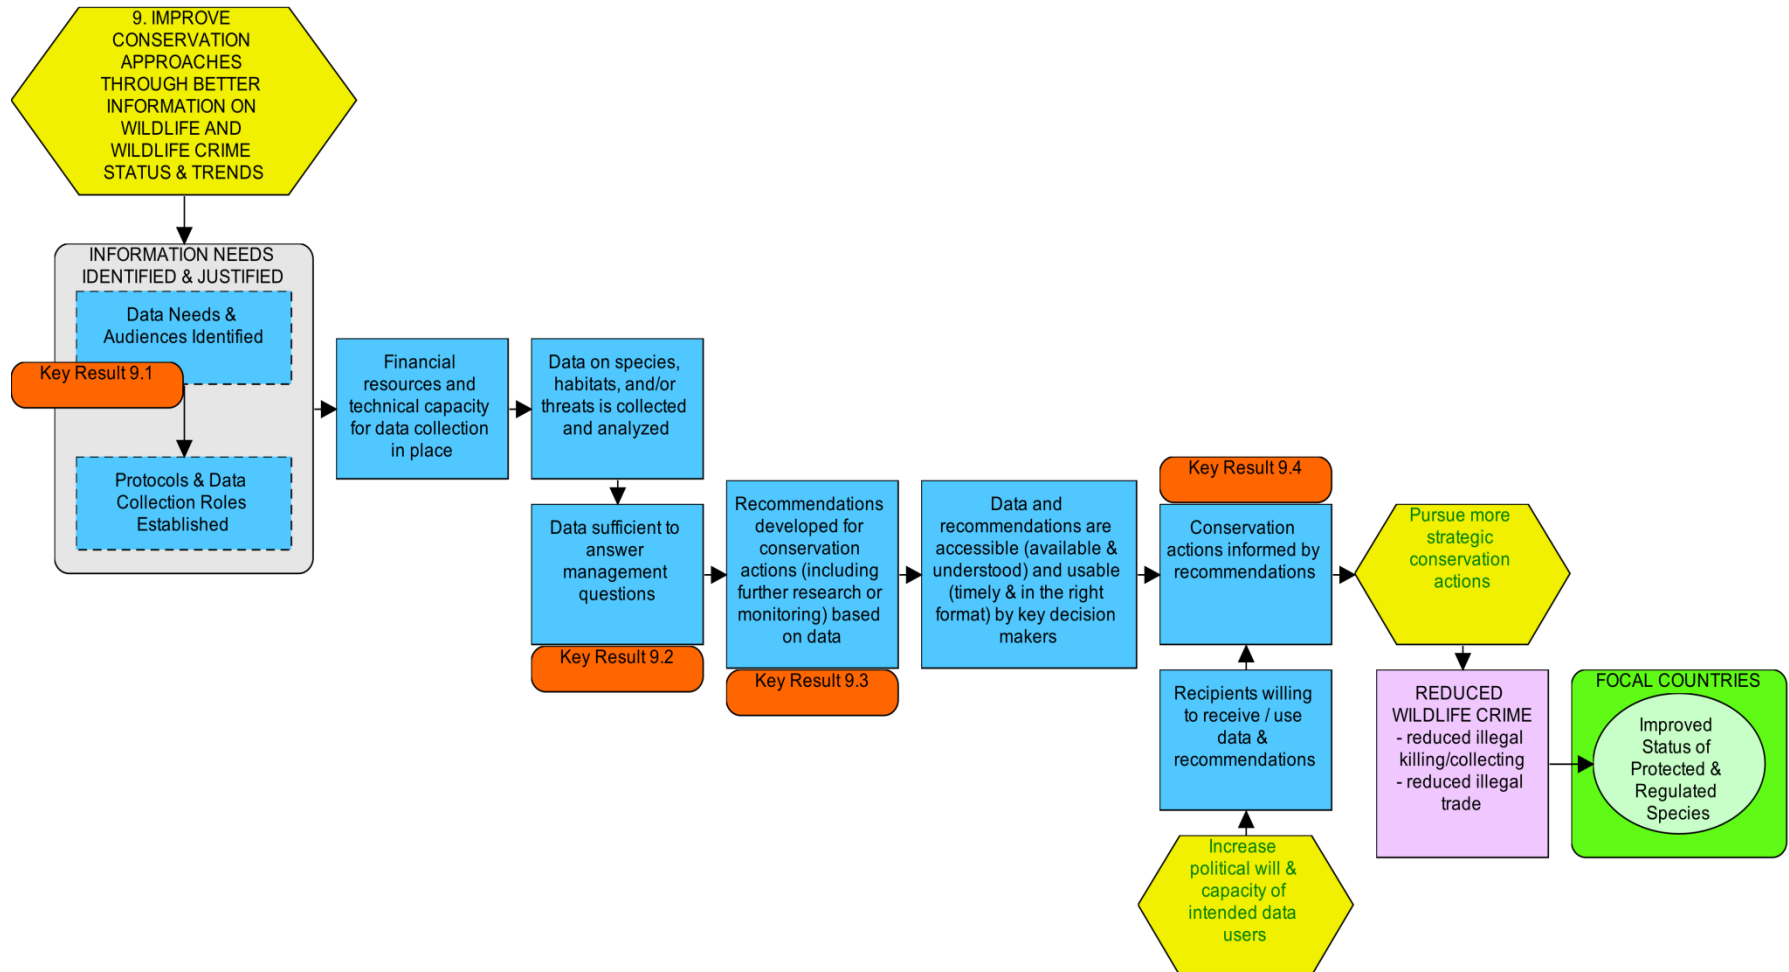 9. IMPROVE
CONSERVATION
APPROACHES
THROUGH BETTER
INFORMATION ON
WILDLIFE AND
WILDLIFE CRIME
STATUS & TRENDS
INFORMATION NEEDS
IDENTIFIED & JUSTIFIED
Data Needs &
Audiences Identified
Key Result 9.1
Protocols & Data
Collection Roles
Established
Financial
resources and
technical capacity
for data collection
in place
Data on species,
habitats, and/or
threats is collected
and analyzed
Data sufficient to
answer
management
questions
Key Result 9.2
Recommendations
developed for
conservation
actions (including
further research or
monitoring) based
on data
Key Result 9.3
Data and
recommendations are
accessible (available &
understood) and usable
(timely & in the right
format) by key decision
makers
Key Result 9.4
Conservation
actions informed by
recommendations
Recipients willing
to receive / use
data &
recommendations
Increase
political will &
capacity of
intended data
users
Pursue more
strategic
conservation
actions
REDUCED
WILDLIFE CRIME
- reduced illegal
killing/collecting
- reduced illegal
trade
FOCAL COUNTRIES
Improved
Status of
Protected &
Regulated
Species